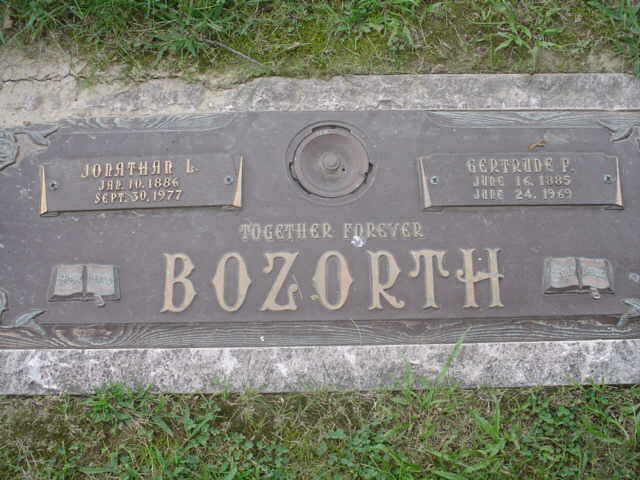 JONATHAN L.
JAN. 10. 1886
SEPT. 30, 1977
GERTRUDE P.
JUNE 16, 1885
JUNE 24, 1969
TOGETHER FOREVER
BOZORTH